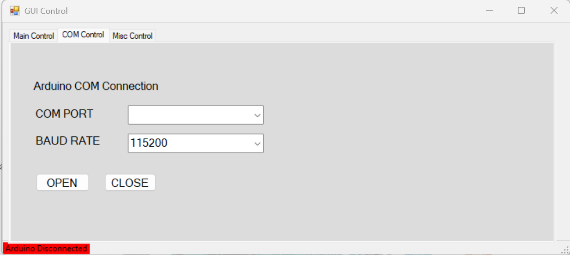 GUI Control
Main Control COM Control Misc Control
Arduino COM Connection
COM PORT
BAUD RATE 115200
OPEN CLOSE
Arduino Disconnected